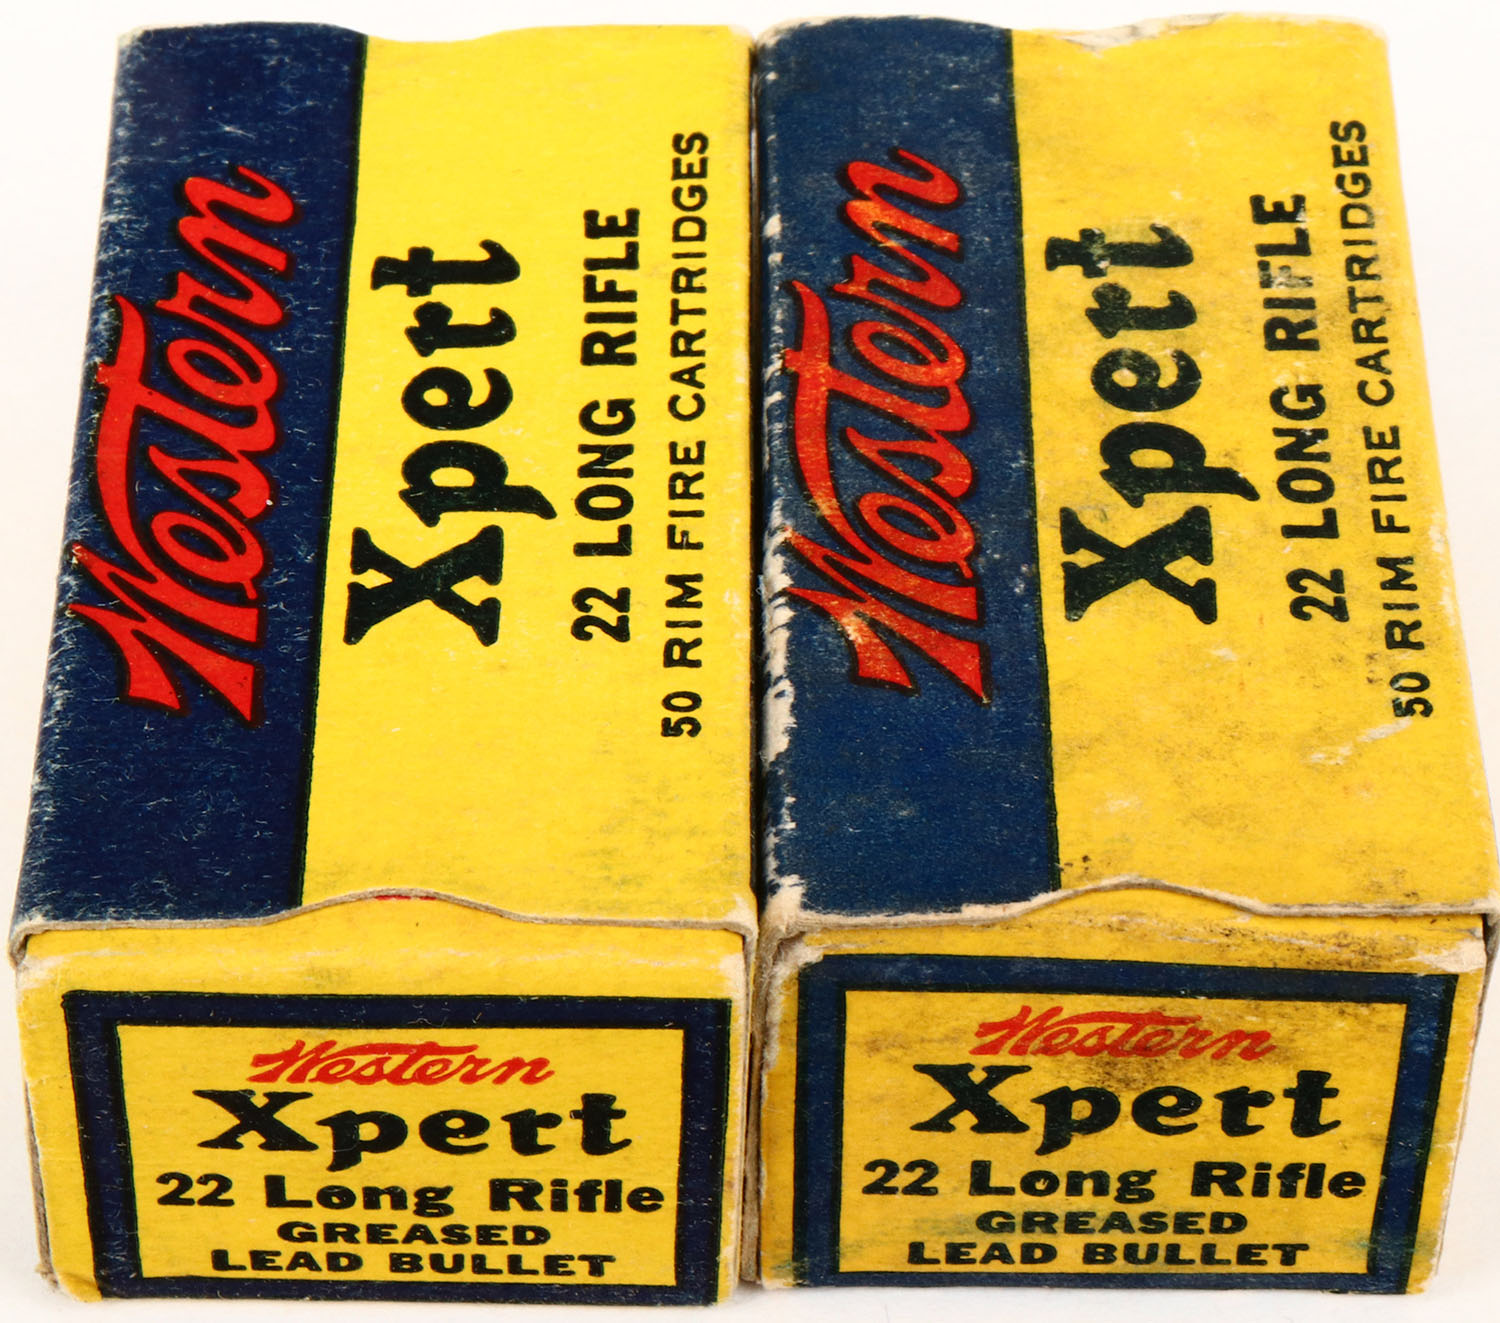 Western
Xpert
22 LONG RIFLE
50 RIM FIRE CARTRIDGES
Western
Xpert
22 Long Rifle
GREASED
LEAD BULLET
Western
Xpert
22 LONG RIFLE
50 RIM FIRE CARTRIDGES
Western
Xpert
22 Long Rifle
GREASED
LEAD BULLET